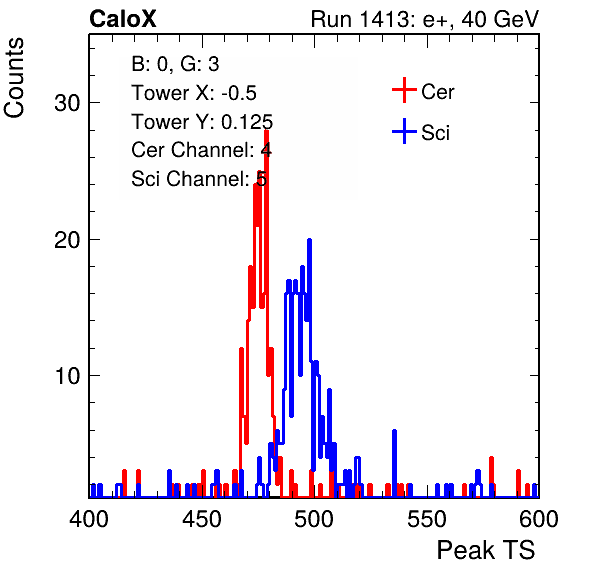 CaloX Run 1413: e+, 40 GeV
Counts
B: 0, G: 3
Tower X: -0.5
Tower Y: 0.125
Cer Channel: 4
Sci Channel: 5
Cer
Sci
30
20
10
400 450 500 550 600
Peak TS